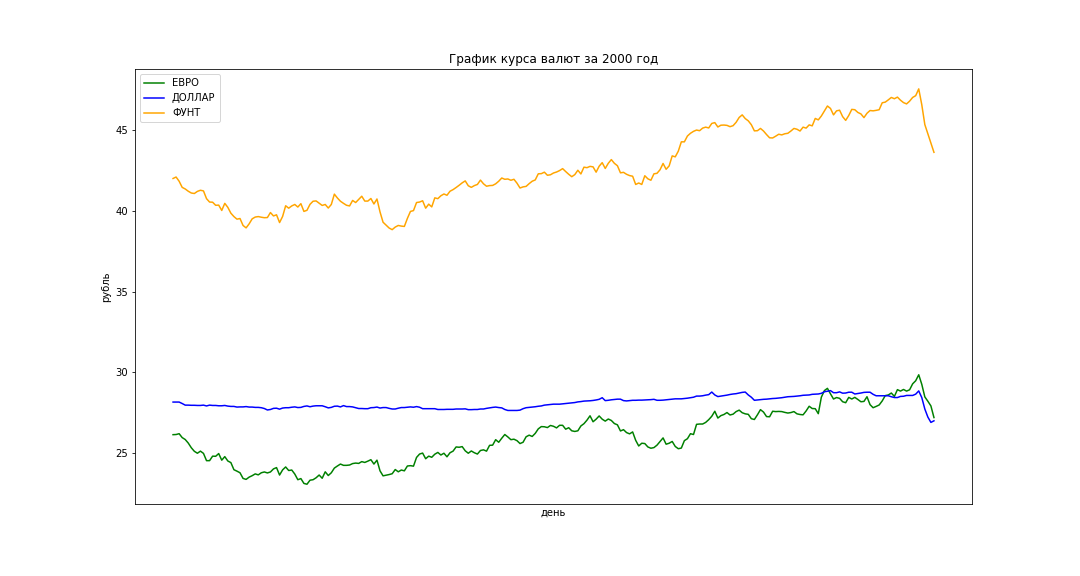 График курса валют за 2000 год
ЕВРО
ДОЛЛАР
ФУНТ
45
40
35
30
25
рубль
день